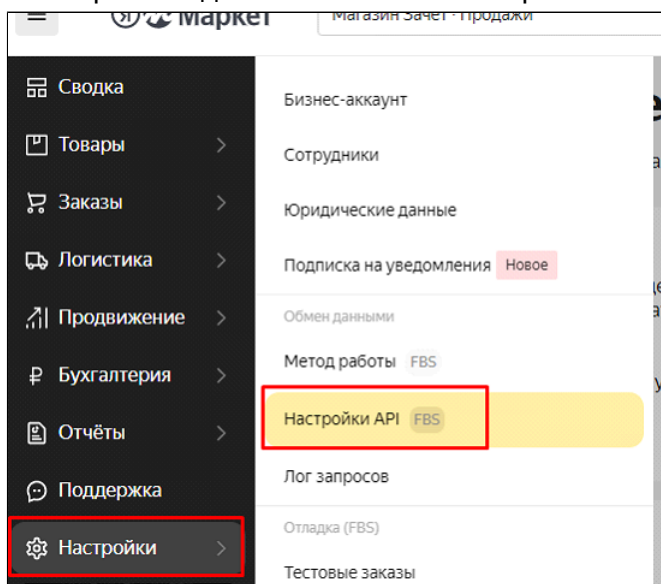 Маркет
Магазин Зачет · Продажи
Сводка
Товары
Заказы
Логистика
Продвижение
Бухгалтерия
Отчёты
Поддержка
Настройки
Бизнес-аккаунт
Сотрудники
Юридические данные
Подписка на уведомления Новое
Обмен данными
Метод работы FBS
Настройки API FBS
Лог запросов
Отладка (FBS)
Тестовые заказы